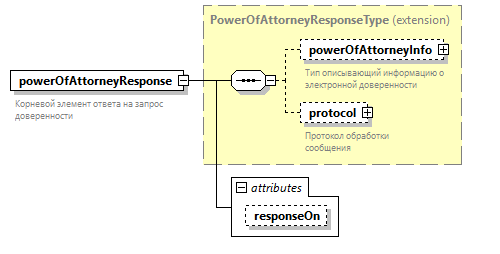 PowerOfAttorneyResponseType (extension)
powerOfAttorneyInfo
Тип описывающий информацию о
электронной доверенности
powerOfAttorneyResponse
Корневой элемент ответа на запрос
доверенности
protocol
Протокол обработки
сообщения
attributes
responseOn